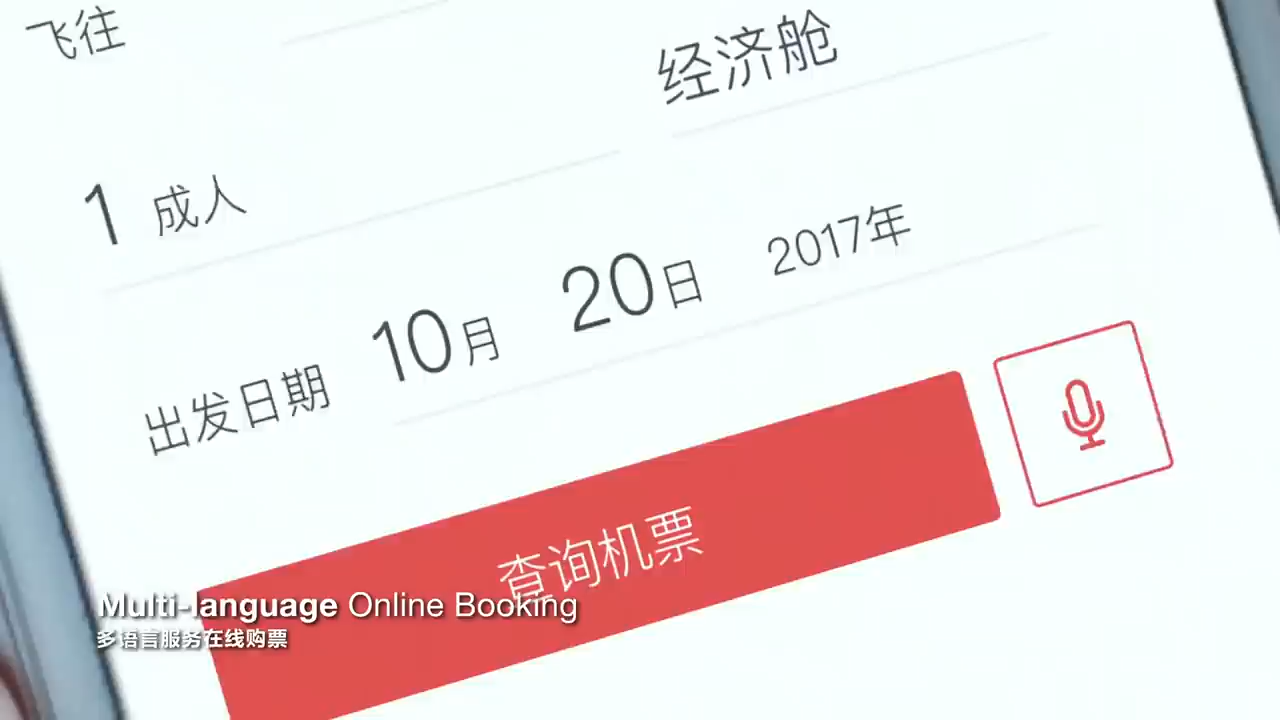 飞往
经济舱
1 成人
出发日期 10月 20日 2017年
查询机票
Multi-language Online Booking
多语言服务在线购票